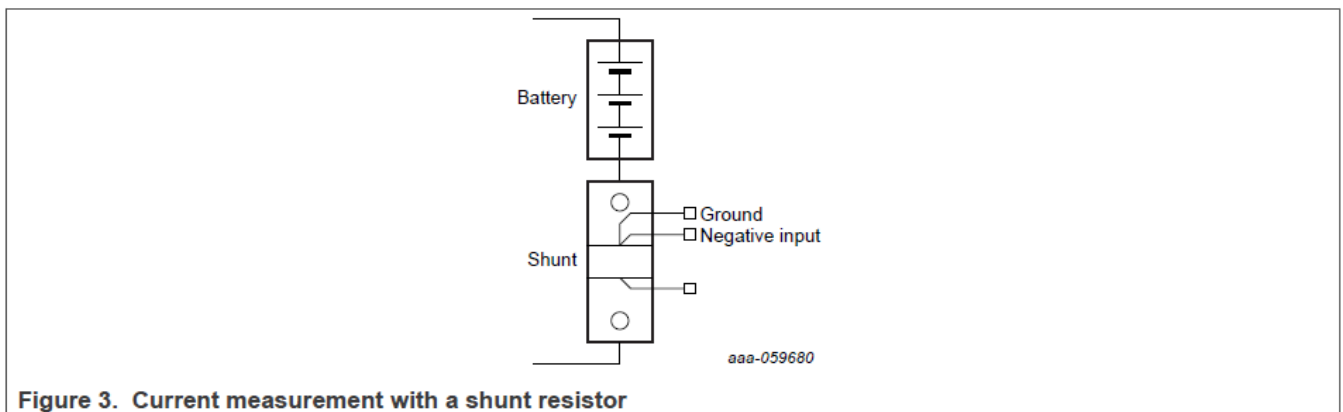 Battery
Ground
Negative input
Shunt
aaa-059680
Figure 3. Current measurement with a shunt resistor